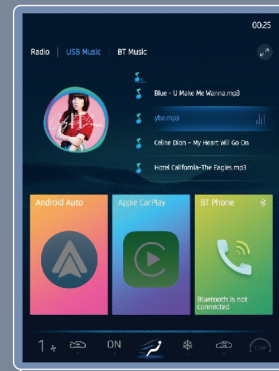 00:25
Radio | USB Music | BT Music
Blue - U Make Me Wanna.mp3
ybe.mp3
Celine Dion - My Heart Will Go On
Hotel California-The Eagles.mp3
Android Auto
Apple CarPlay
BT Phone
Bluetooth is not
connected
1
ON